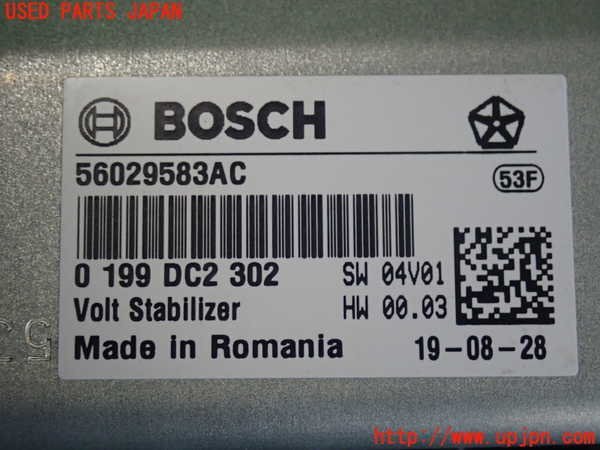 USED PARTS JAPAN
BOSCH
56029583AC
53F
0 199 DC2 302
SW 04V01
Volt Stabilizer
HW 00.03
Made in Romania
19-08-28
http://www.opjpn.com/